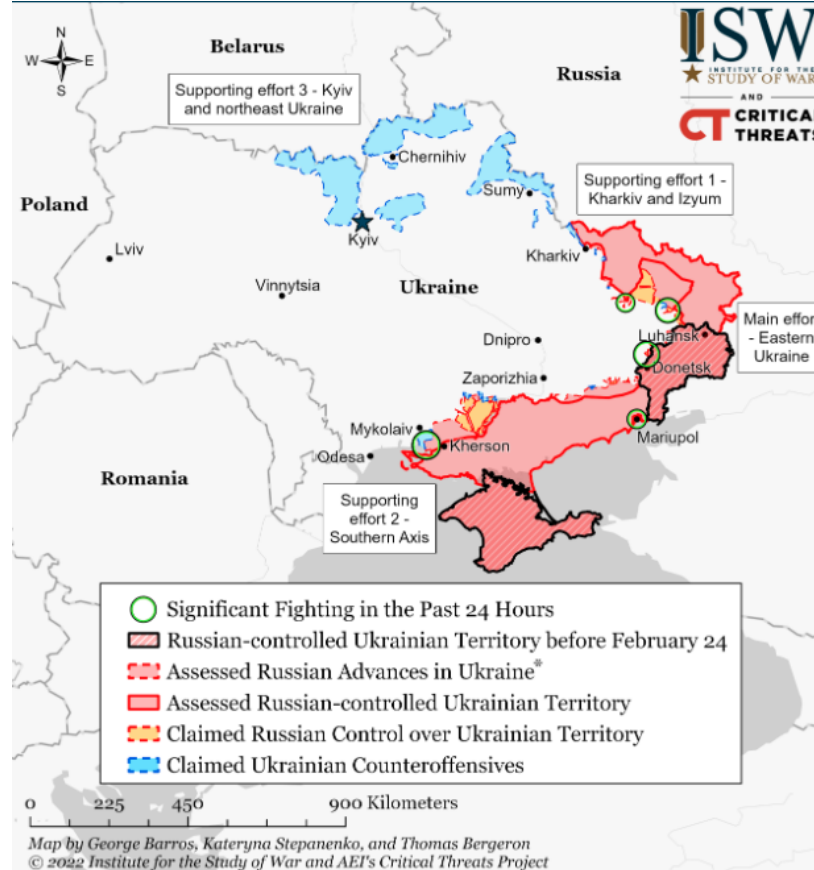 N
W E
S
Belarus
ISW
INSTITUTE FOR THE
STUDY OF WAR
AND
CT CRITICAL
THREATS
Russia
Supporting effort 3 - Kyiv
and northeast Ukraine
Chernihiv
Sumy
Supporting effort 1 -
Kharkiv and Izyum
Poland
Kyiv
Lviv
Kharkiv
Vinnytsia
Ukraine
Main effort
- Eastern
Ukraine
Luhansk
Dnipro
Donetsk
Zaporizhia
Mykolaiv
Mariupol
Kherson
Odesa
Romania
Supporting
effort 2 -
Southern Axis
Significant Fighting in the Past 24 Hours
Russian-controlled Ukrainian Territory before February 24
Assessed Russian Advances in Ukraine*
Assessed Russian-controlled Ukrainian Territory
Claimed Russian Control over Ukrainian Territory
Claimed Ukrainian Counteroffensives
0 225 450 900 Kilometers
Map by George Barros, Kateryna Stepanenko, and Thomas Bergeron
© 2022 Institute for the Study of War and AEI's Critical Threats Project